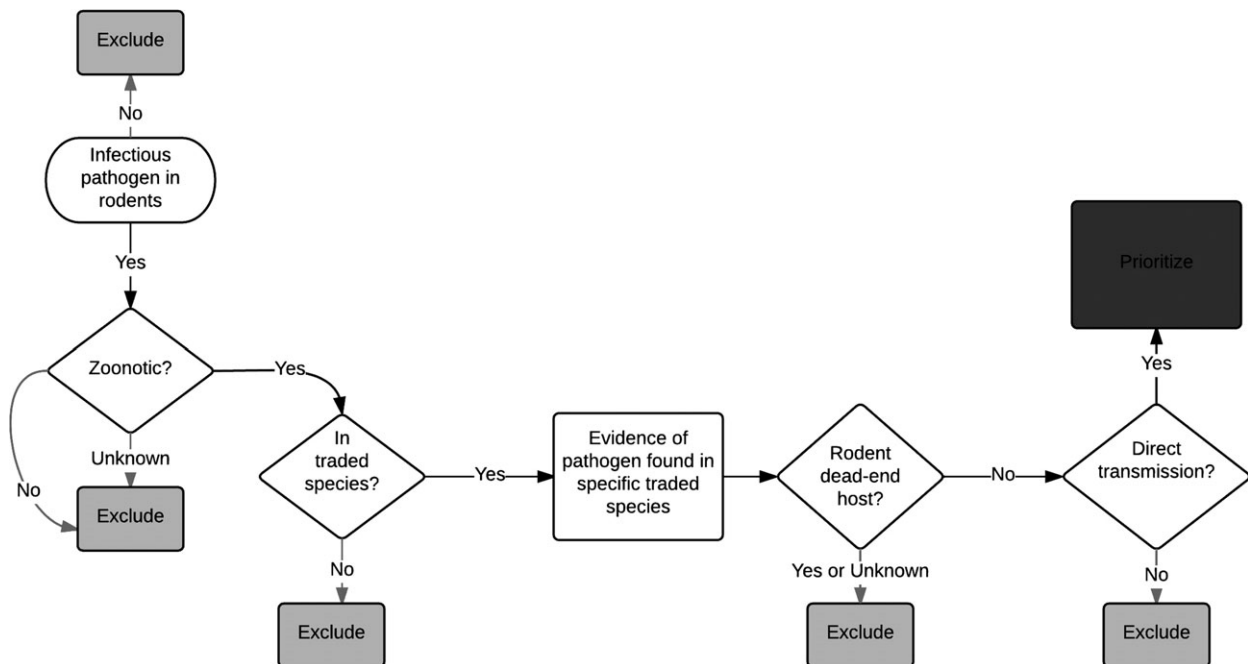 Exclude
No
Infectious
pathogen in
rodents
Yes
Zoonotic?
Yes
Unknown
No
Exclude
In
traded
species?
Yes
No
Exclude
Evidence of
pathogen found in
specific traded
species
Rodent
dead-end
host?
No
Yes or Unknown
Exclude
Direct
transmission?
Yes
Prioritize
No
Exclude